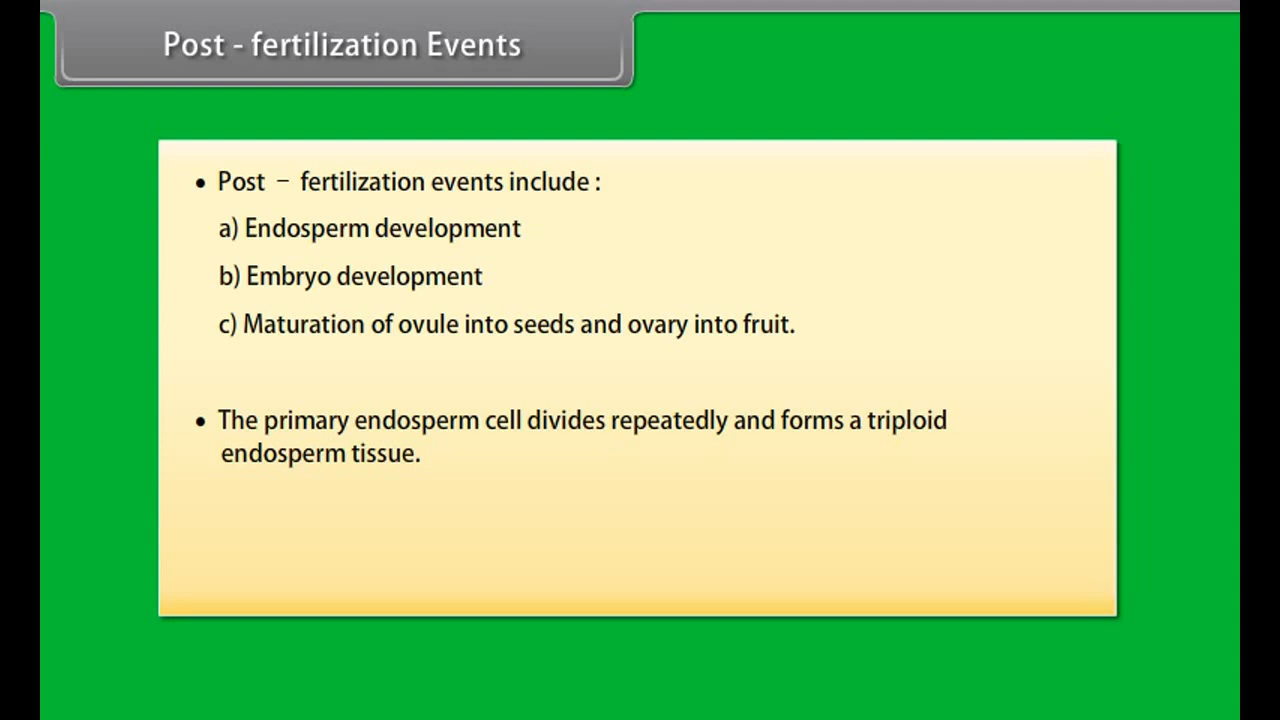 Post - fertilization Events
• Post – fertilization events include :
a) Endosperm development
b) Embryo development
c) Maturation of ovule into seeds and ovary into fruit.
• The primary endosperm cell divides repeatedly and forms a triploid
endosperm tissue.